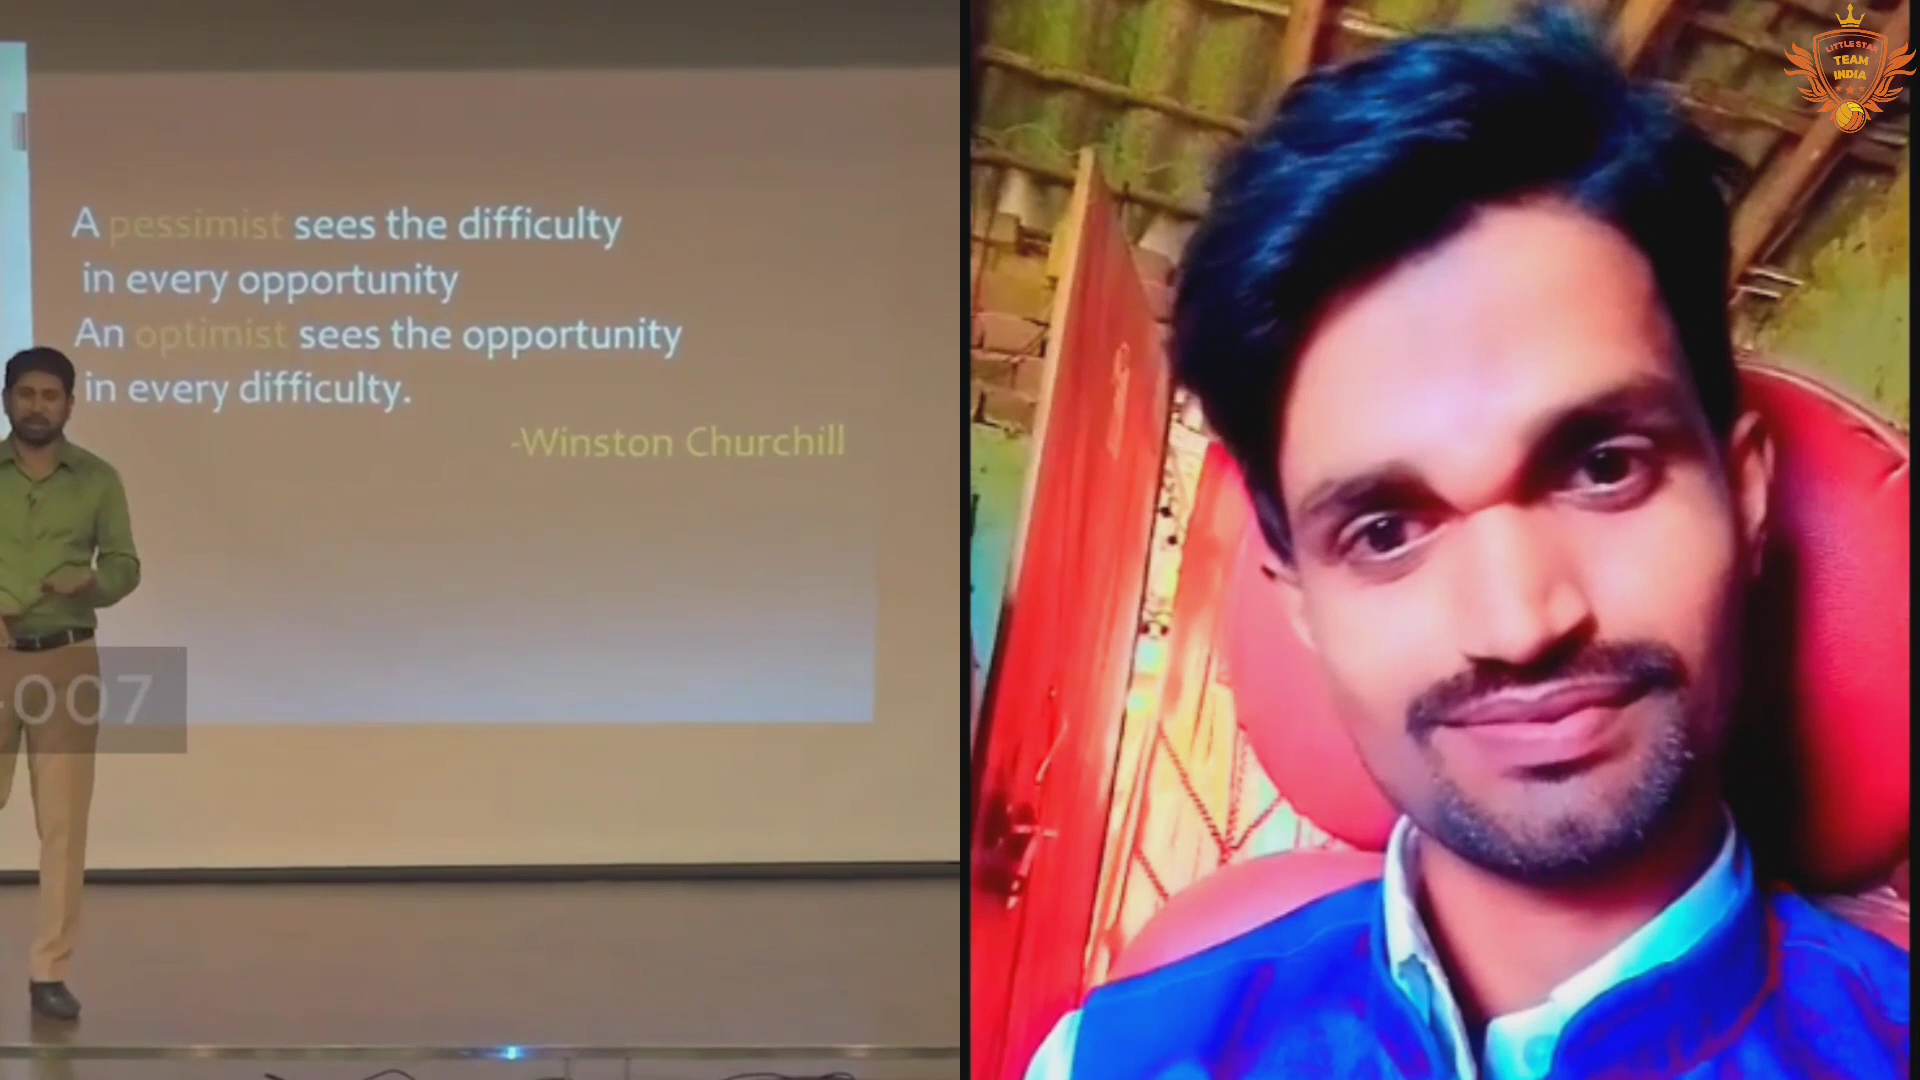 A pessimist sees the difficulty
in every opportunity
An optimist sees the opportunity
in every difficulty.
-Winston Churchill
-007
LITTLE STAR
TEAM
INDIA